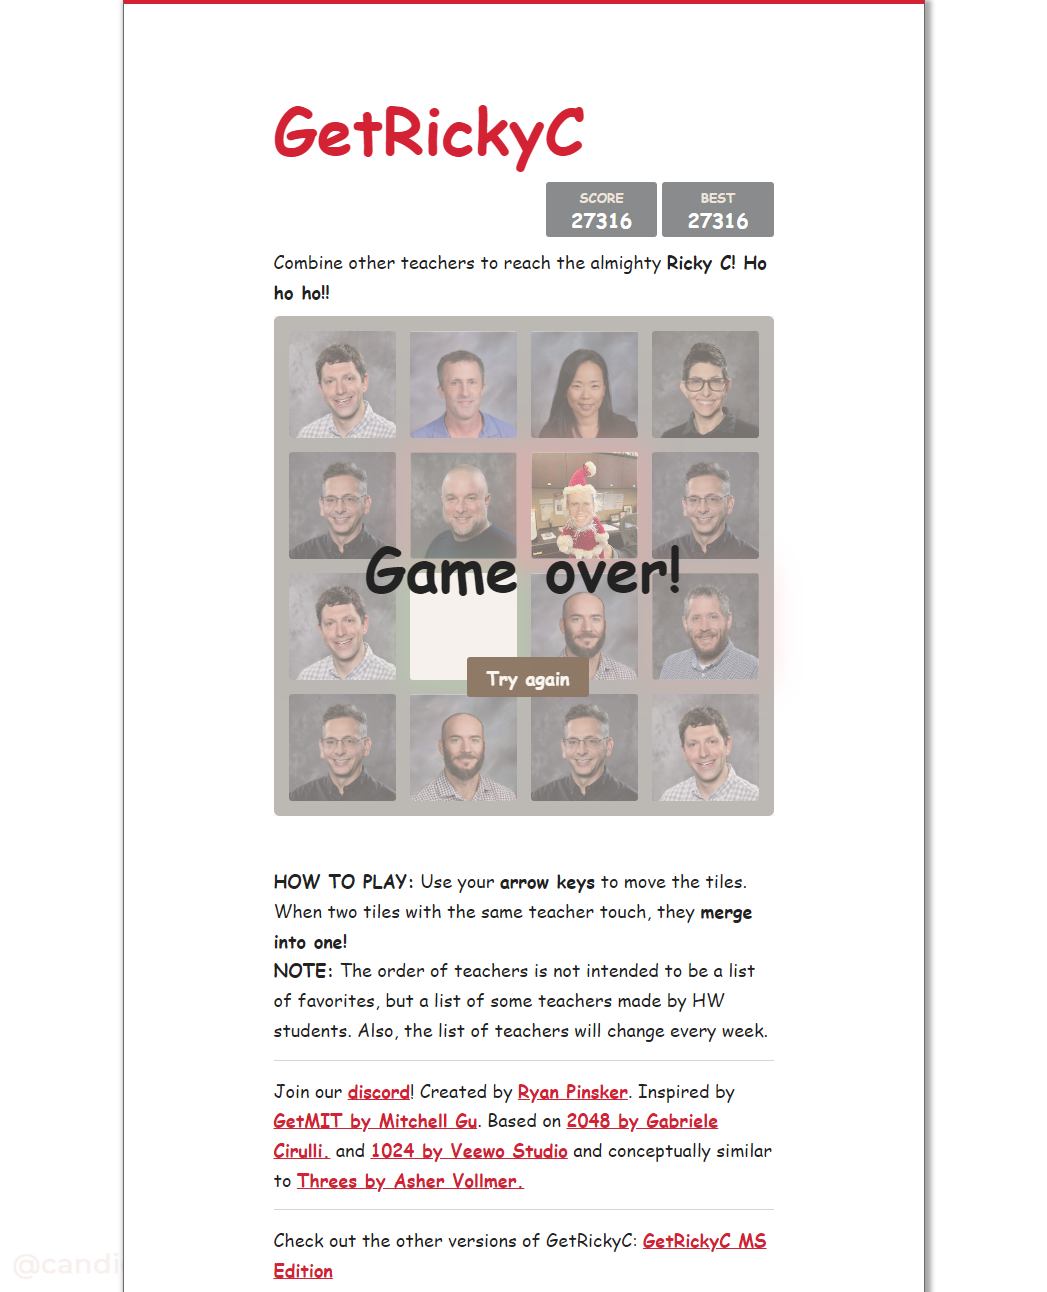 GetRickyC
SCORE
27316
BEST
27316
Combine other teachers to reach the almighty Ricky C! Ho
ho ho!!
Game over!
Try again
HOW TO PLAY: Use your arrow keys to move the tiles.
When two tiles with the same teacher touch, they merge
into one!
NOTE: The order of teachers is not intended to be a list
of favorites, but a list of some teachers made by HW
students. Also, the list of teachers will change every week.
Join our discord! Created by Ryan Pinsker. Inspired by
GetMIT by Mitchell Gu. Based on 2048 by Gabriele
Cirulli. and 1024 by Veewo Studio and conceptually similar
to Threes by Asher Vollmer.
Check out the other versions of GetRickyC: GetRickyC MS
Edition